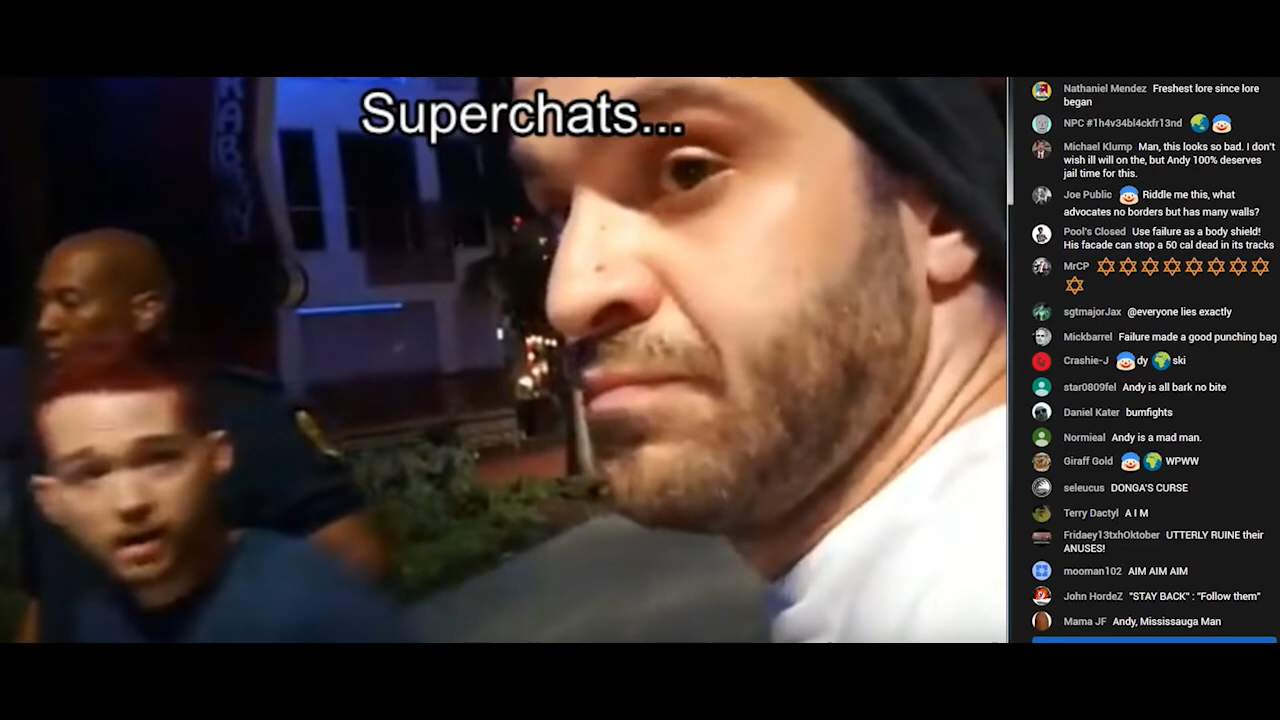 Superchats...
KARBLY
Nathaniel Mendez Freshest lore since lore
began
NPC #1h4v34bl4ckfr13nd 🌏🤡
Michael Klump Man, this looks so bad. I don't
wish ill will on the, but Andy 100% deserves
jail time for this.
Joe Public 🤡 Riddle me this, what
advocates no borders but has many walls?
Pool's Closed Use failure as a body shield!
His facade can stop a 50 cal dead in its tracks
MrCP ✡✡✡✡✡✡✡✡
✡
sgtmajorJax @everyone lies exactly
Mickbarrel Failure made a good punching bag
Crashie-J 🤡dy 🌍ski
star0809fel Andy is all bark no bite
Daniel Kater bumfights
Normieal Andy is a mad man.
Giraff Gold 🤡🌍 WPWW
seleucus DONGA'S CURSE
Terry Dactyl A I M
Fridaey13txhOktober UTTERLY RUINE their
ANUSES!
mooman102 AIM AIM AIM
John HordeZ "STAY BACK" : "Follow them"
Mama JF Andy, Mississauga Man